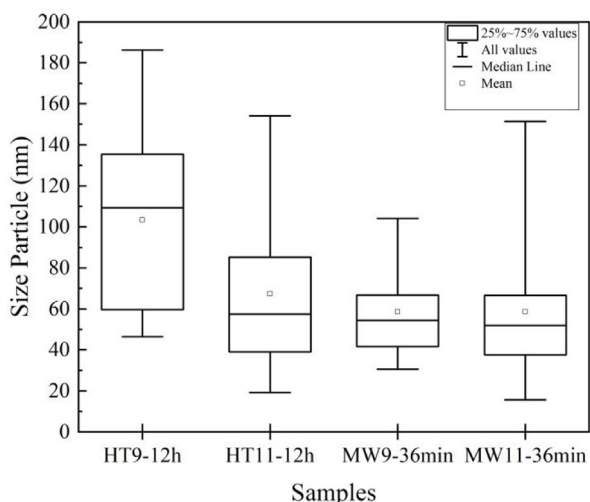 25%~75% values
All values
Median Line
Mean
200
180
160
140
120
100
80
60
40
20
0
Size Particle (nm)
HT9-12h HT11-12h MW9-36min MW11-36min
Samples